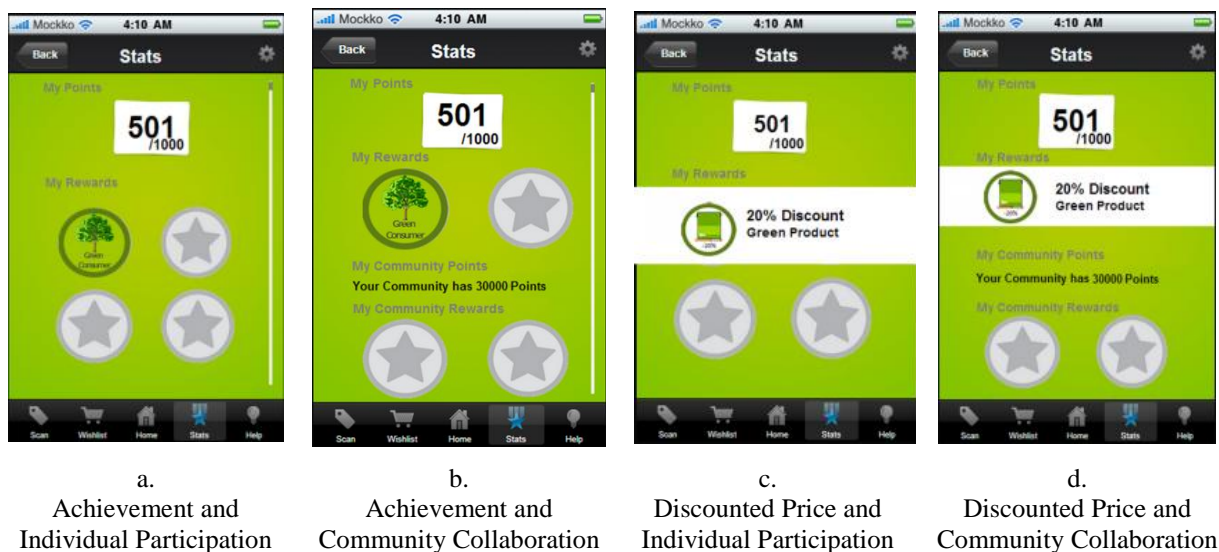 Mockko 4:10 AM
Back Stats
My Points
501
/1000
My Rewards
Green
Consumer
Scan Wishlist Home Stats Help
a.
Achievement and
Individual Participation
Mockko 4:10 AM
Back Stats
My Points
501
/1000
My Rewards
Green
Consumer
My Community Points
Your Community has 30000 Points
My Community Rewards
Scan Wishlist Home Stats Help
b.
Achievement and
Community Collaboration
Mockko 4:10 AM
Back Stats
My Points
501
/1000
My Rewards
-20%
20% Discount
Green Product
Scan Wishlist Home Stats Help
c.
Discounted Price and
Individual Participation
Mockko 4:10 AM
Back Stats
My Points
501
/1000
My Rewards
-20%
20% Discount
Green Product
My Community Points
Your Community has 30000 Points
My Community Rewards
Scan Wishlist Home Stats Help
d.
Discounted Price and
Community Collaboration